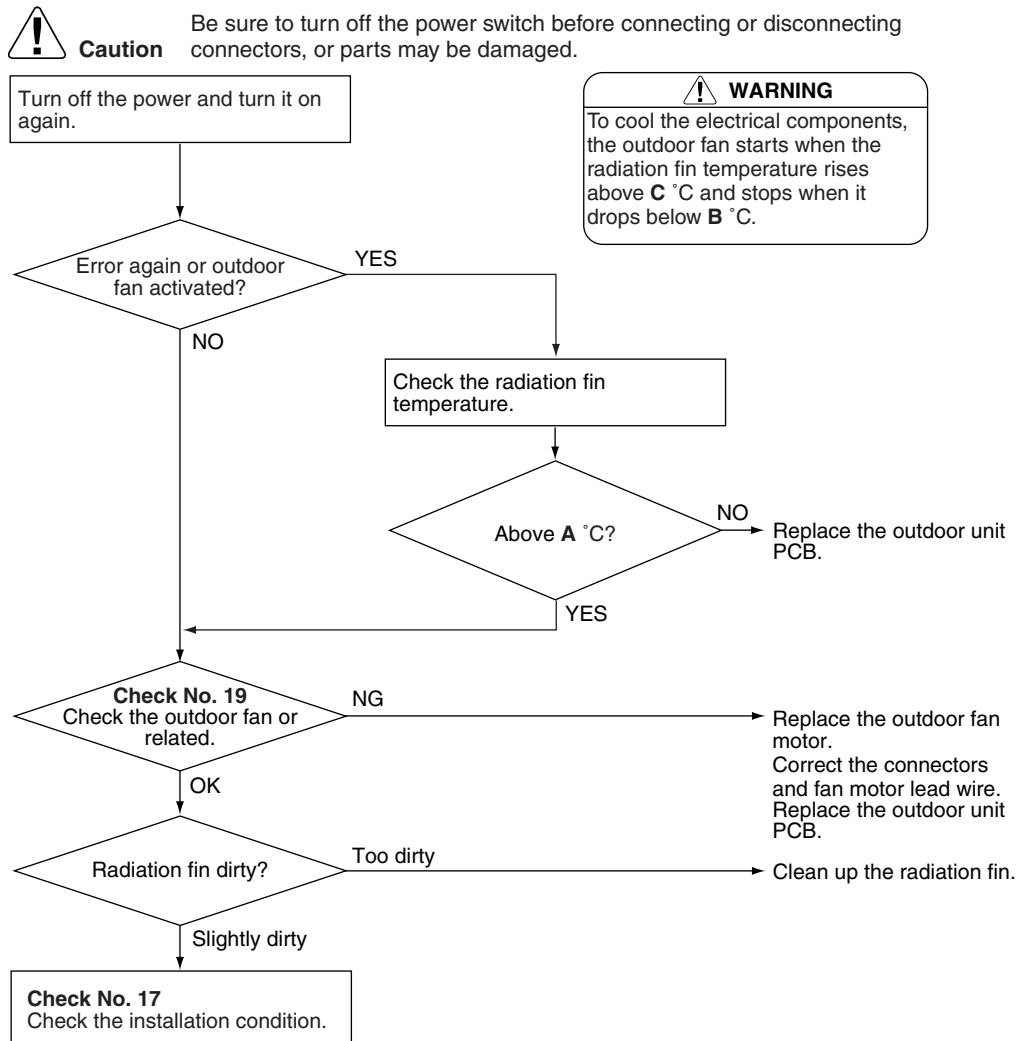 Be sure to turn off the power switch before connecting or disconnecting
Caution connectors, or parts may be damaged.
Turn off the power and turn it on
again.
WARNING
To cool the electrical components,
the outdoor fan starts when the
radiation fin temperature rises
above C ˚C and stops when it
drops below B ˚C.
Error again or outdoor
fan activated?
YES
NO
Check the radiation fin
temperature.
Above A ˚C?
NO
Replace the outdoor unit
PCB.
YES
Check No. 19
Check the outdoor fan or
related.
NG
Replace the outdoor fan
motor.
Correct the connectors
and fan motor lead wire.
Replace the outdoor unit
PCB.
OK
Radiation fin dirty?
Too dirty
Clean up the radiation fin.
Slightly dirty
Check No. 17
Check the installation condition.